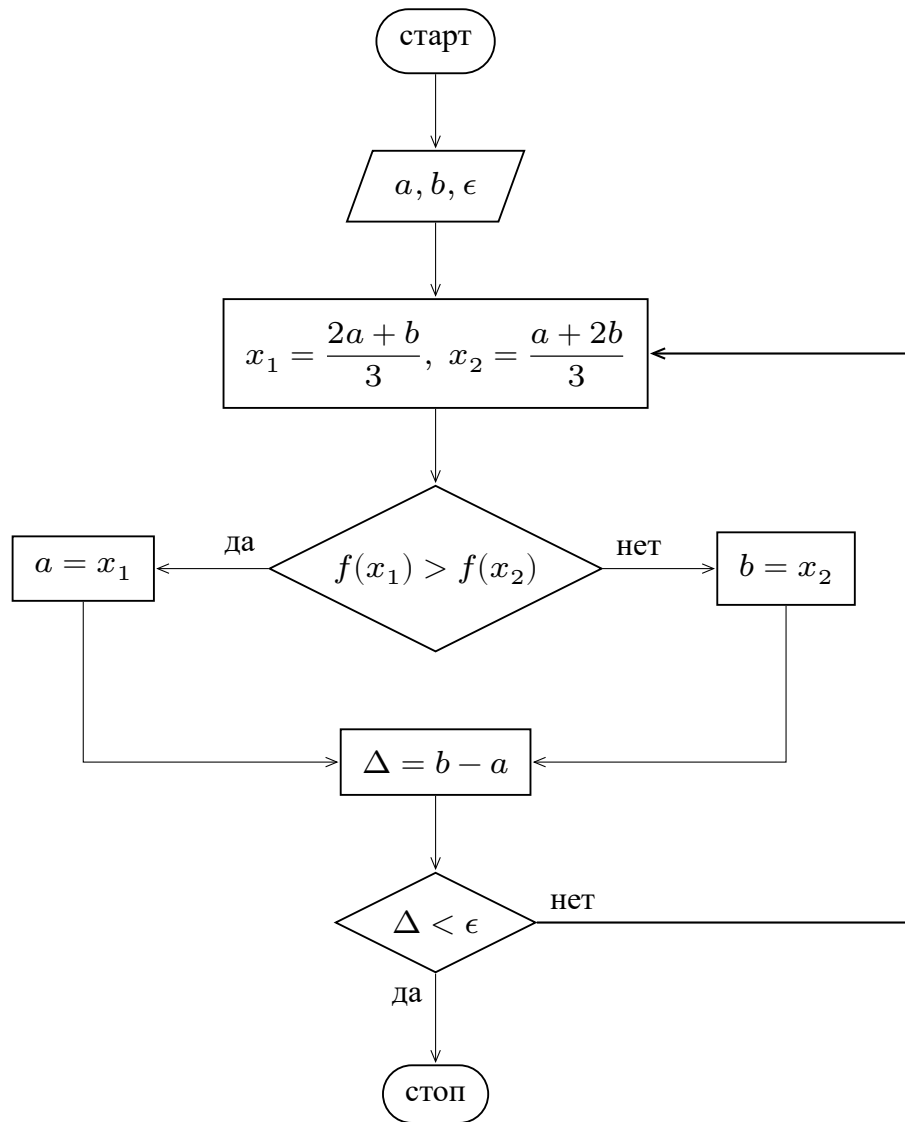 старт
a, b, ϵ
x₁ = (2a + b)/3, x₂ = (a + 2b)/3
да
нет
a = x₁
f(x₁) > f(x₂)
b = x₂
Δ = b − a
нет
Δ < ϵ
да
стоп